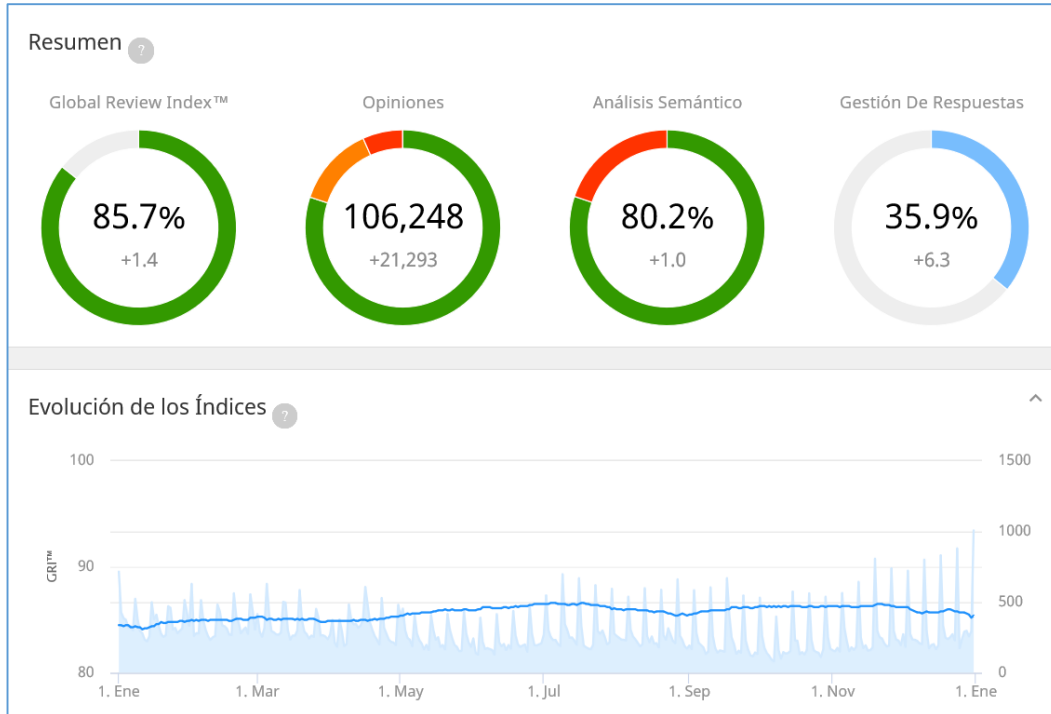 Resumen ?
Global Review Index™ Opiniones Análisis Semántico Gestión De Respuestas
85.7% 106,248 80.2% 35.9%
+1.4 +21,293 +1.0 +6.3
Evolución de los Índices ?
100 1500
1000
90
GRI™
500
80 0
1. Ene 1. Mar 1. May 1. Jul 1. Sep 1. Nov 1. Ene